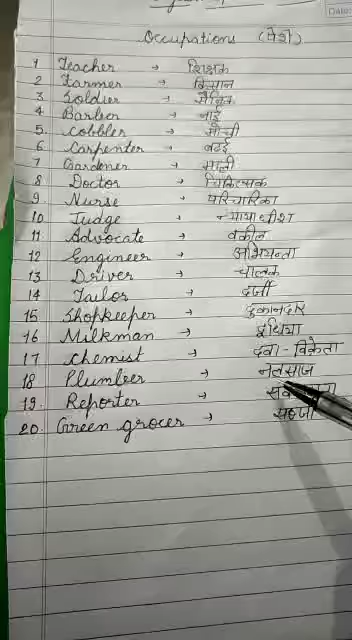 Date:
Occupations (पेशे)
1 Teacher → शिक्षक
2 Farmer → किसान
3 Soldier → सैनिक
4 Barber → नाई
5. Cobbler → मोची
6. Carpenter → बढई
7 Gardener → माली
8 Doctor → चिकित्सक
9. Nurse → परिचारिका
10. Judge → न्यायाधीश
11 Advocate → वकील
12 Engineer → अभियन्ता
13 Driver → चालक
14 Tailor → दर्जी
15 Shopkeeper → दुकानदार
16 Milkman → दूधिया
17 Chemist → दवा-विक्रेता
18 Plumber → नलसाज
19. Reporter →
20. Green grocer →